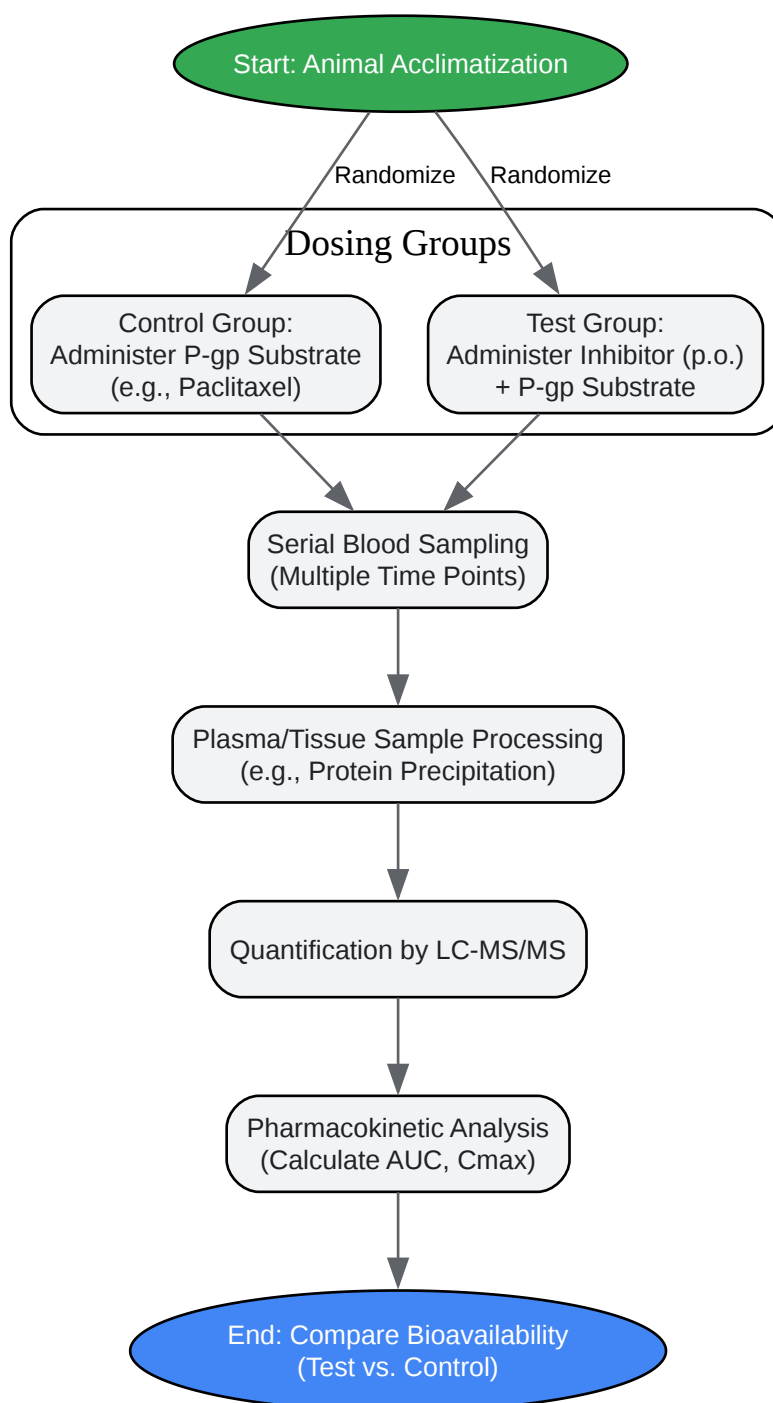 Start: Animal Acclimatization
Randomize
Randomize
Dosing Groups
Control Group:
Administer P-gp Substrate
(e.g., Paclitaxel)
Test Group:
Administer Inhibitor (p.o.)
+ P-gp Substrate
Serial Blood Sampling
(Multiple Time Points)
Plasma/Tissue Sample Processing
(e.g., Protein Precipitation)
Quantification by LC-MS/MS
Pharmacokinetic Analysis
(Calculate AUC, Cmax)
End: Compare Bioavailability
(Test vs. Control)